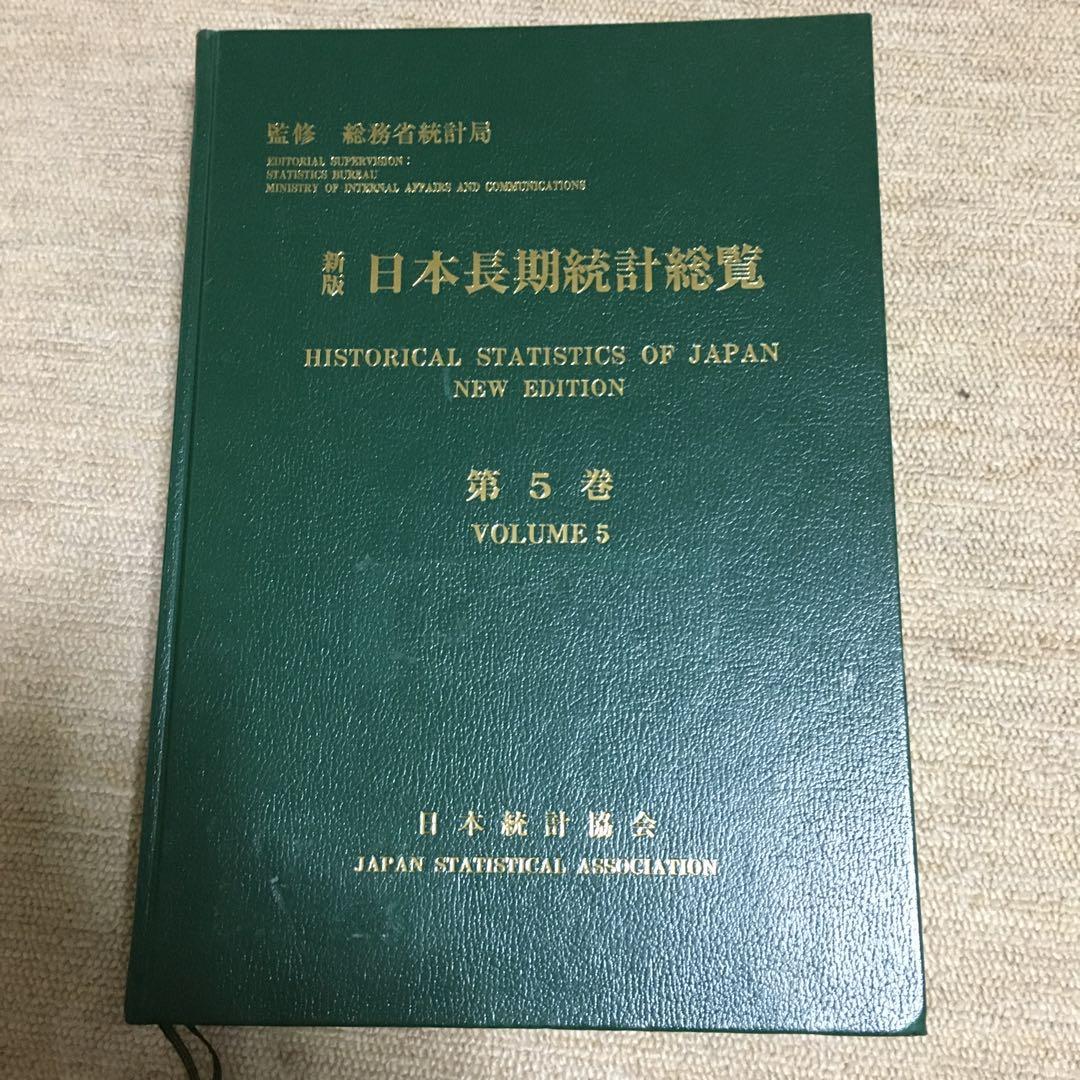 監修 総務省統計局
EDITORIAL SUPERVISION:
STATISTICS BUREAU
MINISTRY OF INTERNAL AFFAIRS AND COMMUNICATIONS
新版 日本長期統計総覧
HISTORICAL STATISTICS OF JAPAN
NEW EDITION
第5巻
VOLUME 5
日本統計協会
JAPAN STATISTICAL ASSOCIATION